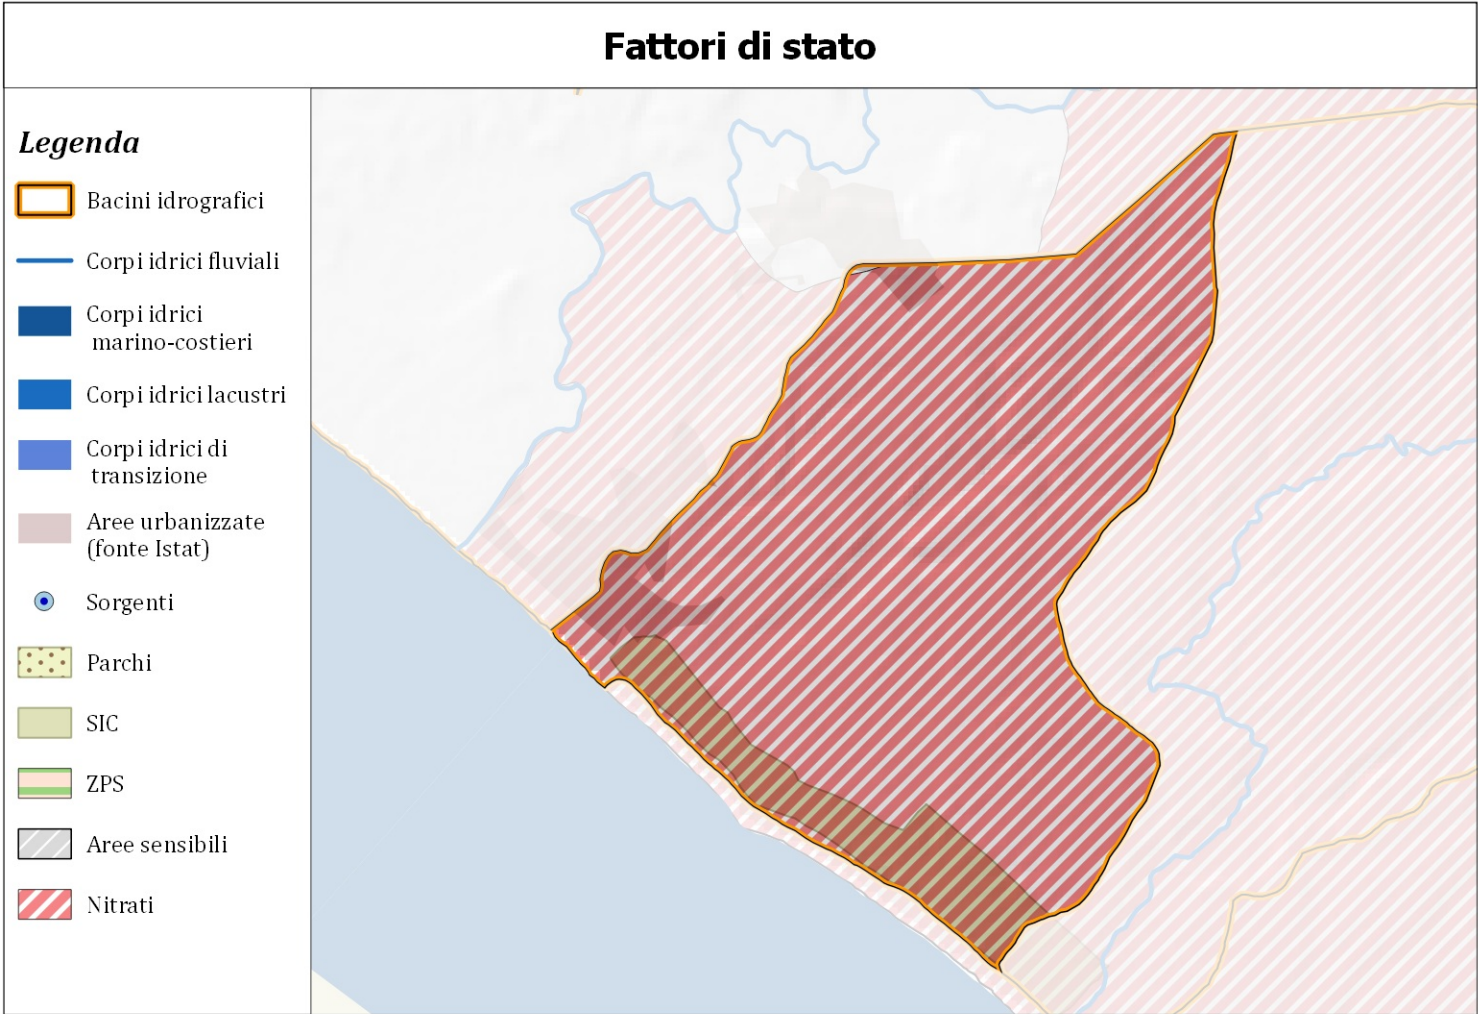 Fattori di stato
Legenda
Bacini idrografici
Corpi idrici fluviali
Corpi idrici
marino-costieri
Corpi idrici lacustri
Corpi idrici di
transizione
Aree urbanizzate
(fonte Istat)
Sorgenti
Parchi
SIC
ZPS
Aree sensibili
Nitrati